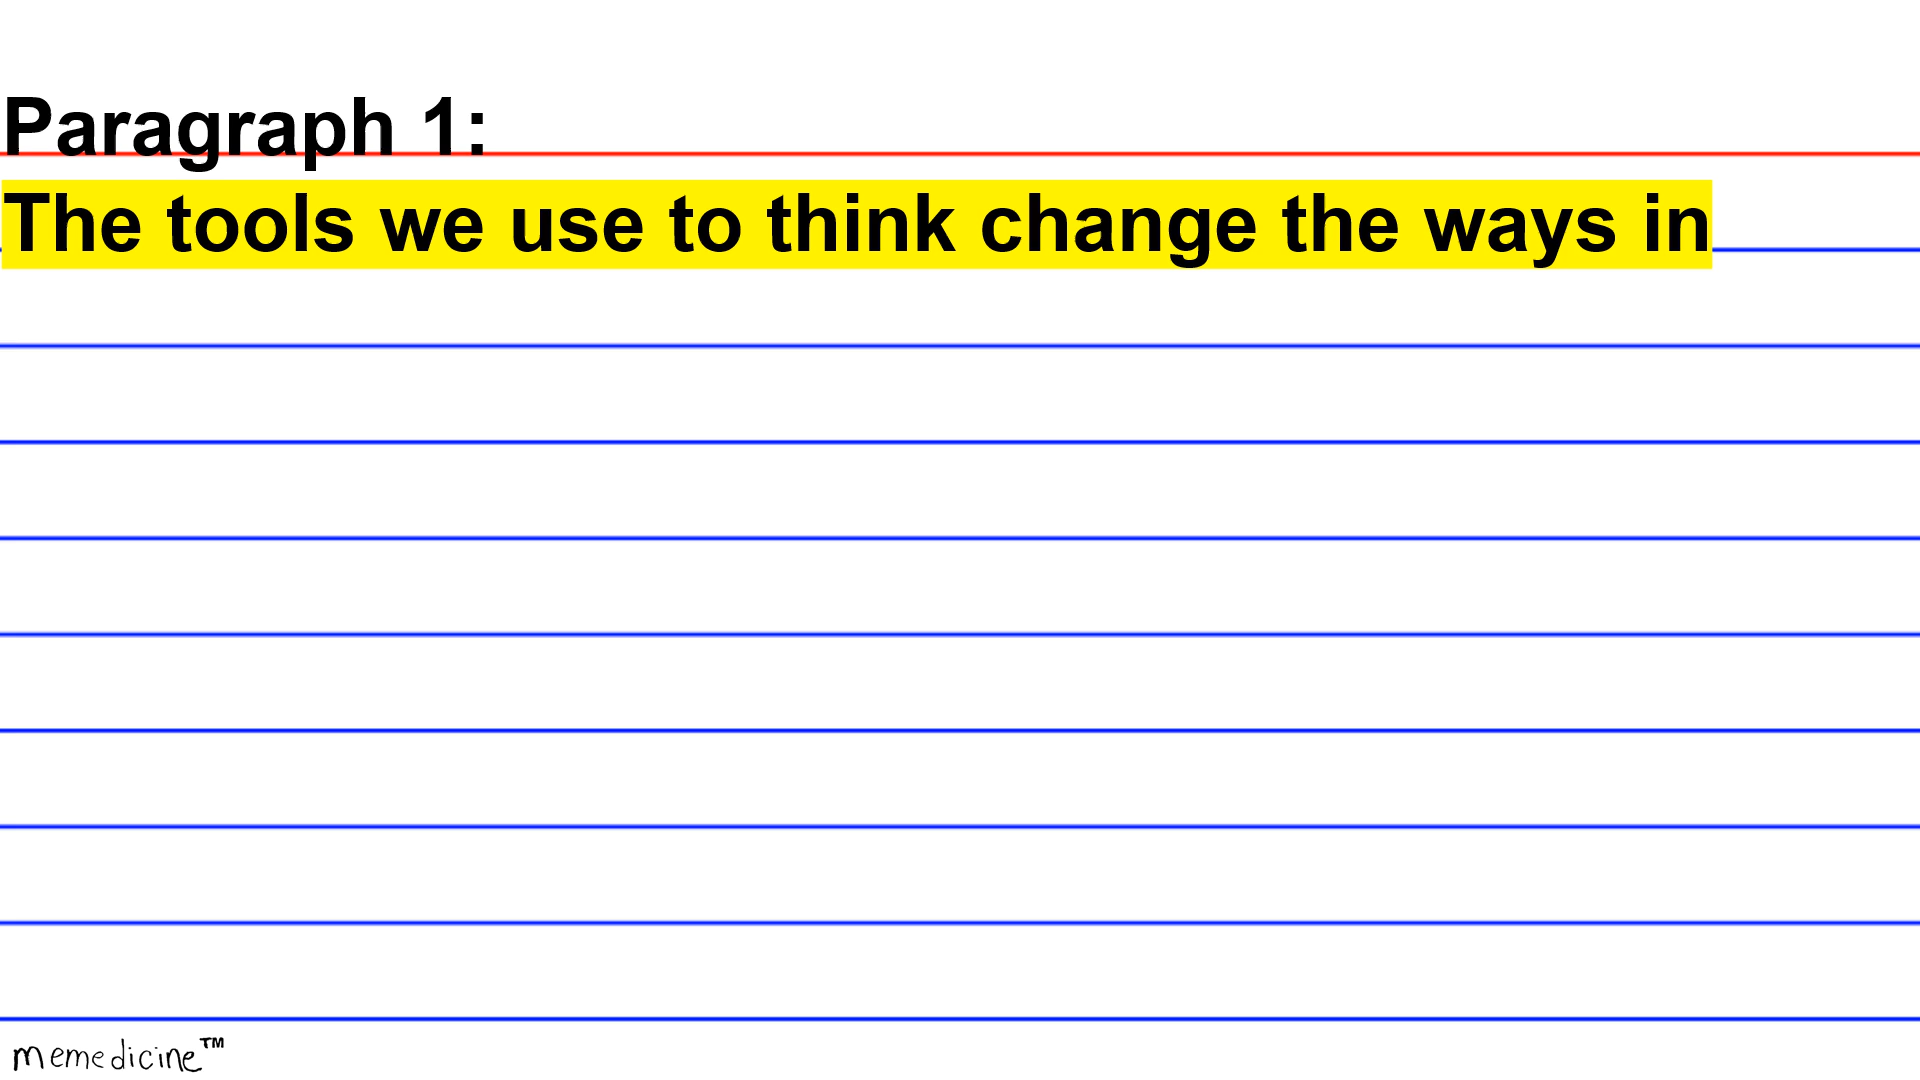 Paragraph 1:
The tools we use to think change the ways in
memedicine™